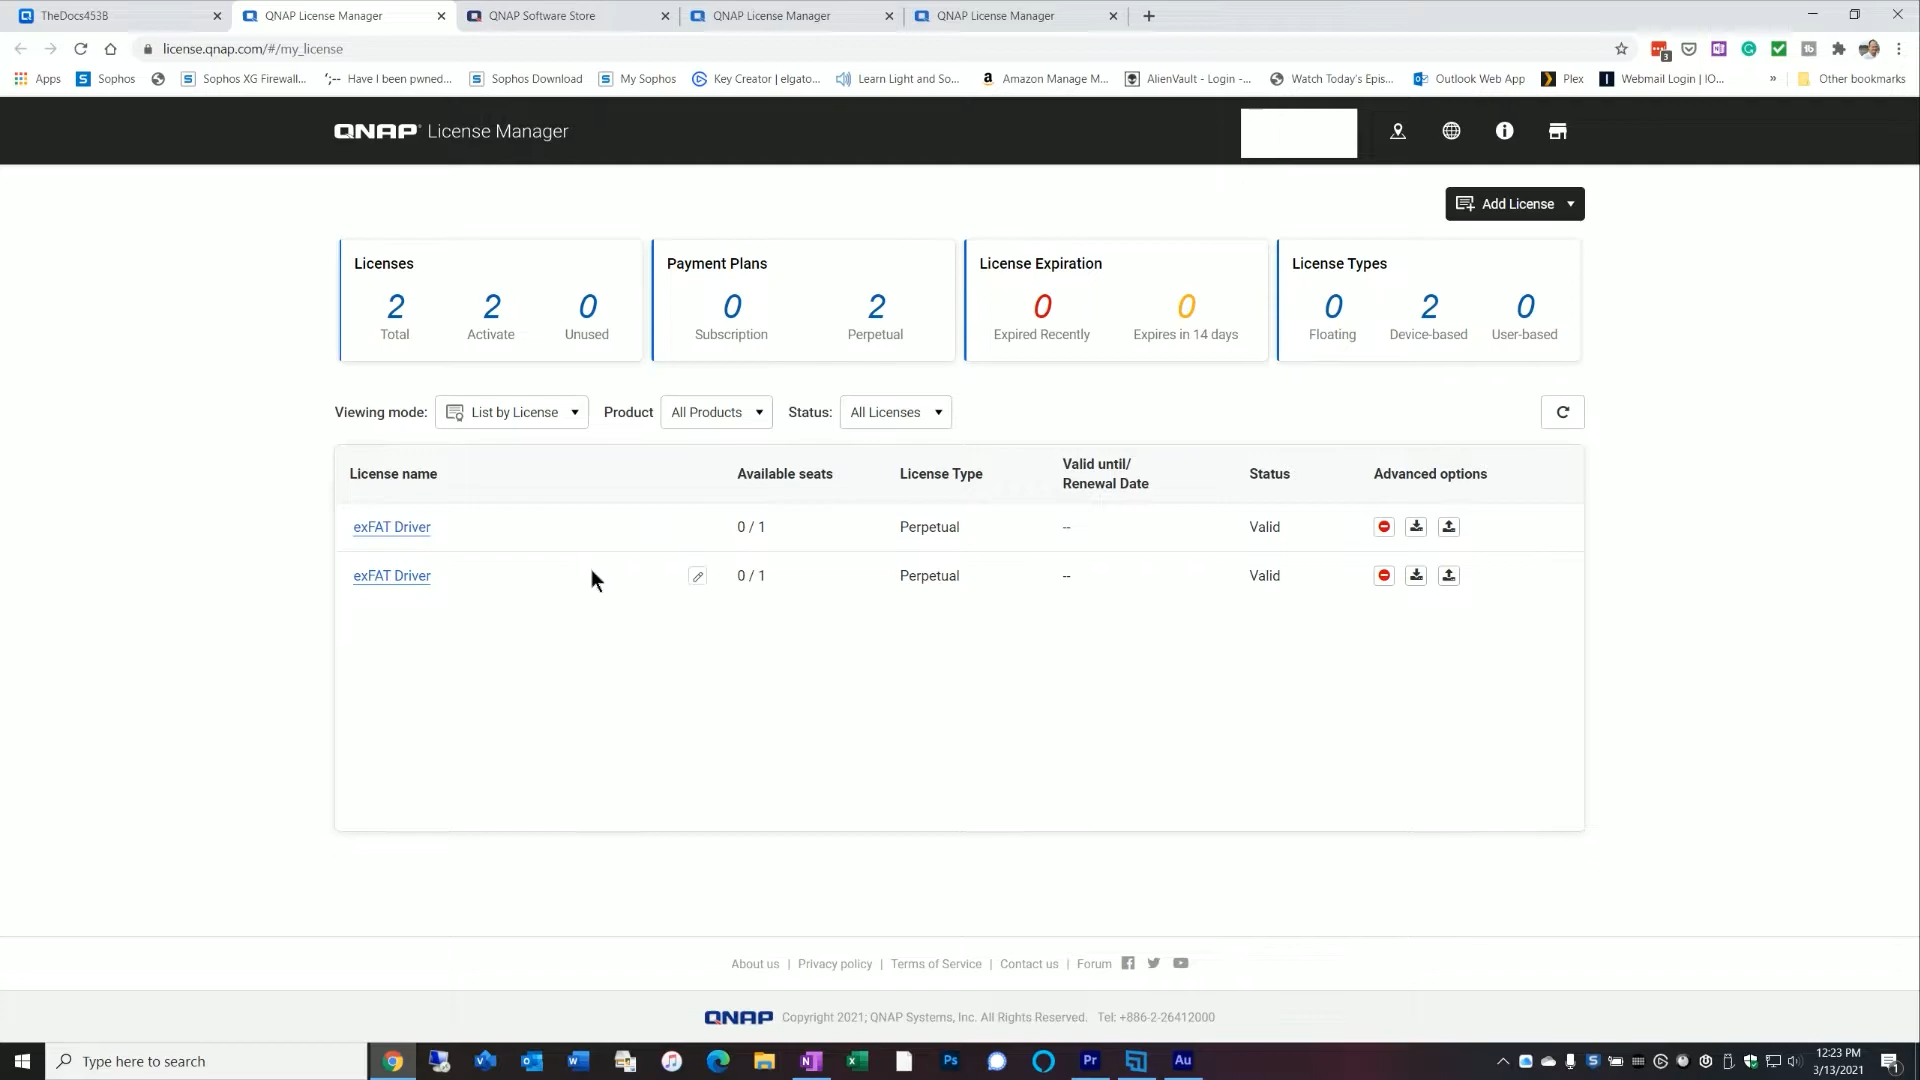 TheDocs453B
QNAP License Manager
QNAP Software Store
QNAP License Manager
QNAP License Manager
license.qnap.com/#/my_license
3
Apps
Sophos
Sophos XG Firewall...
Have I been pwned...
Sophos Download
My Sophos
Key Creator | elgato...
Learn Light and So...
Amazon Manage M...
AlienVault - Login -...
Watch Today's Epis...
Outlook Web App
Plex
Webmail Login | IO...
»
Other bookmarks
QNAP License Manager
Add License
Licenses
2 2 0
Total Activate Unused
Payment Plans
0 2
Subscription Perpetual
License Expiration
0 0
Expired Recently Expires in 14 days
License Types
0 2 0
Floating Device-based User-based
Viewing mode: List by License Product All Products Status: All Licenses
License name Available seats License Type Valid until/
Renewal Date Status Advanced options
exFAT Driver 0 / 1 Perpetual -- Valid
exFAT Driver 0 / 1 Perpetual -- Valid
About us | Privacy policy | Terms of Service | Contact us | Forum
QNAP Copyright 2021; QNAP Systems, Inc. All Rights Reserved. Tel: +886-2-26412000
Type here to search
Ps
Pr
Au
12:23 PM
3/13/2021
1